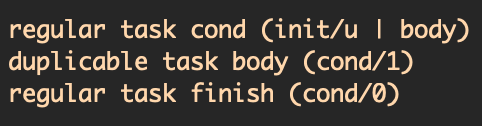 regular task cond (init/u | body)
duplicable task body (cond/1)
regular task finish (cond/0)